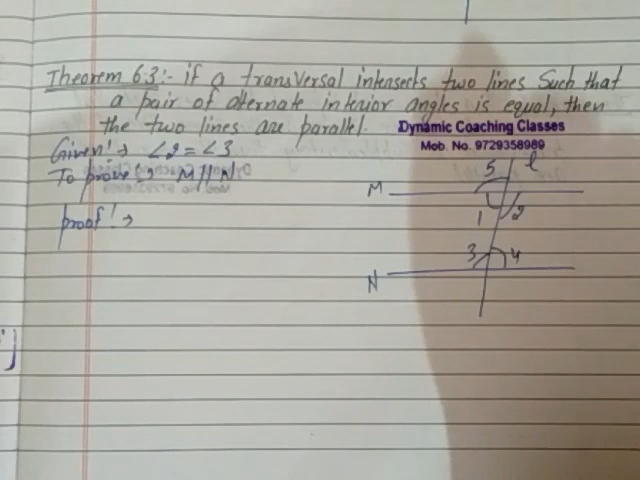 Theorem 6.3:- if a transversal intersects two lines Such that
a pair of alternate interior angles is equal, then
the two lines are parallel.
Dynamic Coaching Classes
Mob. No. 9729358989
Given!→ ∠2 = ∠3
To prove!→ M || N
proof!→
5 l
M
1 2
3 4
N